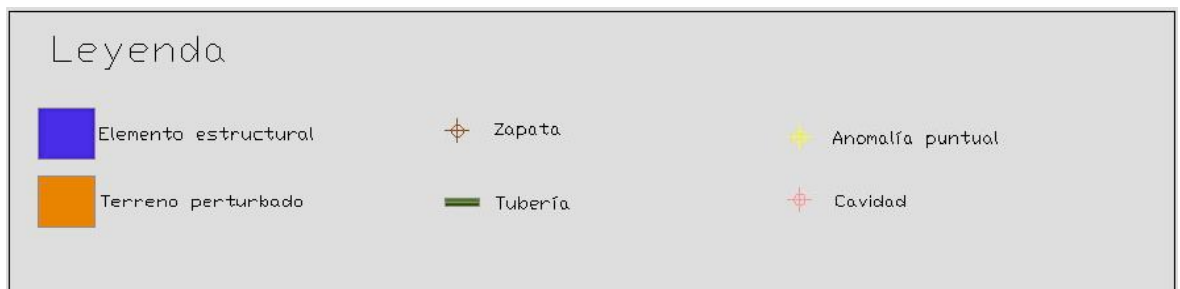 Leyenda
Elemento estructural
Zapata
Anomalía puntual
Terreno perturbado
Tubería
Cavidad